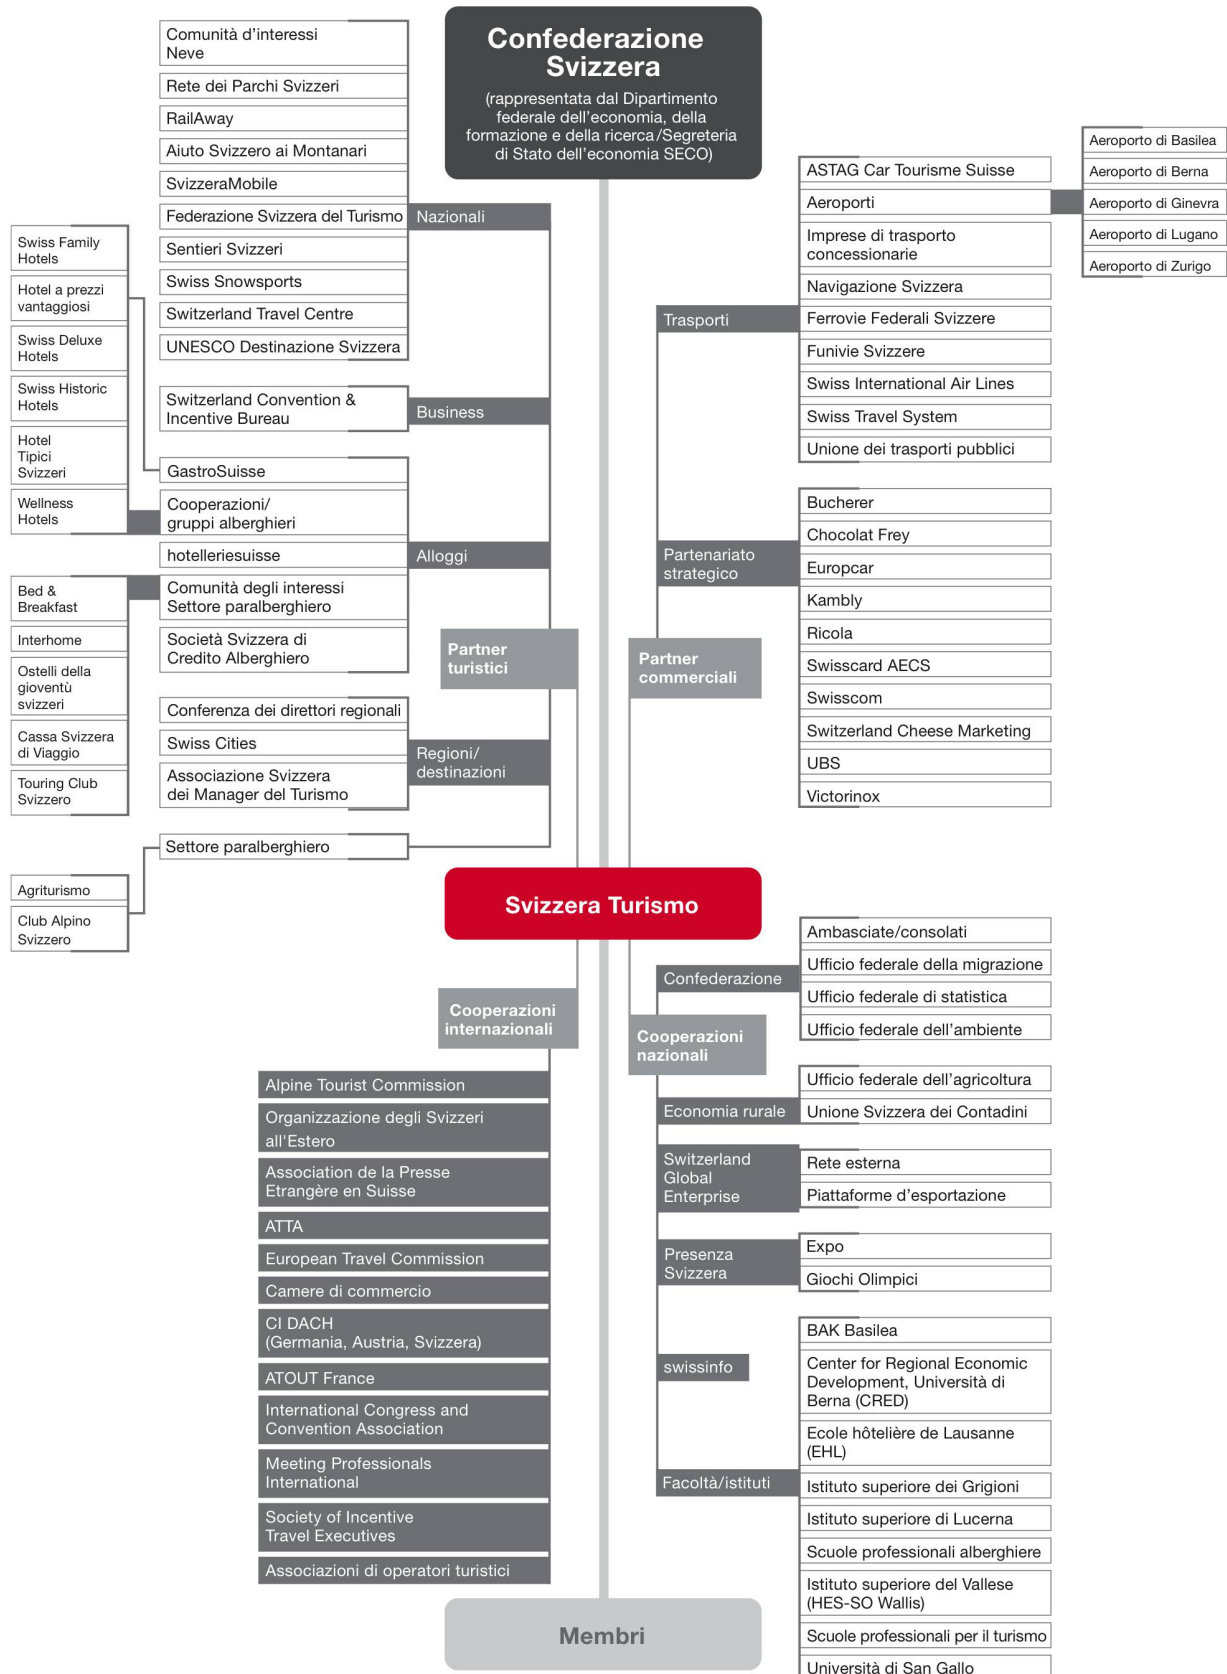 Confederazione
Svizzera
(rappresentata dal Dipartimento
federale dell'economia, della
formazione e della ricerca/Segreteria
di Stato dell'economia SECO)
Comunità d'interessi
Neve
Rete dei Parchi Svizzeri
RailAway
Aiuto Svizzero ai Montanari
SvizzeraMobile
Federazione Svizzera del Turismo
Sentieri Svizzeri
Swiss Snowsports
Switzerland Travel Centre
UNESCO Destinazione Svizzera
Nazionali
Switzerland Convention &
Incentive Bureau
Business
Swiss Family
Hotels
Hotel a prezzi
vantaggiosi
Swiss Deluxe
Hotels
Swiss Historic
Hotels
Hotel
Tipici
Svizzeri
Wellness
Hotels
GastroSuisse
Cooperazioni/
gruppi alberghieri
hotelleriesuisse
Comunità degli interessi
Settore paralberghiero
Società Svizzera di
Credito Alberghiero
Alloggi
Bed &
Breakfast
Interhome
Ostelli della
gioventù
svizzeri
Cassa Svizzera
di Viaggio
Touring Club
Svizzero
Partner
turistici
Conferenza dei direttori regionali
Swiss Cities
Associazione Svizzera
dei Manager del Turismo
Regioni/
destinazioni
Settore paralberghiero
Agriturismo
Club Alpino
Svizzero
ASTAG Car Tourisme Suisse
Aeroporti
Imprese di trasporto
concessionarie
Navigazione Svizzera
Ferrovie Federali Svizzere
Funivie Svizzere
Swiss International Air Lines
Swiss Travel System
Unione dei trasporti pubblici
Trasporti
Aeroporto di Basilea
Aeroporto di Berna
Aeroporto di Ginevra
Aeroporto di Lugano
Aeroporto di Zurigo
Partenariato
strategico
Bucherer
Chocolat Frey
Europcar
Kambly
Ricola
Swisscard AECS
Swisscom
Switzerland Cheese Marketing
UBS
Victorinox
Partner
commerciali
Svizzera Turismo
Cooperazioni
internazionali
Alpine Tourist Commission
Organizzazione degli Svizzeri
all'Estero
Association de la Presse
Etrangère en Suisse
ATTA
European Travel Commission
Camere di commercio
CI DACH
(Germania, Austria, Svizzera)
ATOUT France
International Congress and
Convention Association
Meeting Professionals
International
Society of Incentive
Travel Executives
Associazioni di operatori turistici
Cooperazioni
nazionali
Confederazione
Ambasciate/consolati
Ufficio federale della migrazione
Ufficio federale di statistica
Ufficio federale dell'ambiente
Economia rurale
Ufficio federale dell'agricoltura
Unione Svizzera dei Contadini
Switzerland
Global
Enterprise
Rete esterna
Piattaforme d'esportazione
Presenza
Svizzera
Expo
Giochi Olimpici
swissinfo
Facoltà/istituti
BAK Basilea
Center for Regional Economic
Development, Università di
Berna (CRED)
Ecole hôtelière de Lausanne
(EHL)
Istituto superiore dei Grigioni
Istituto superiore di Lucerna
Scuole professionali alberghiere
Istituto superiore del Vallese
(HES-SO Wallis)
Scuole professionali per il turismo
Università di San Gallo
Membri